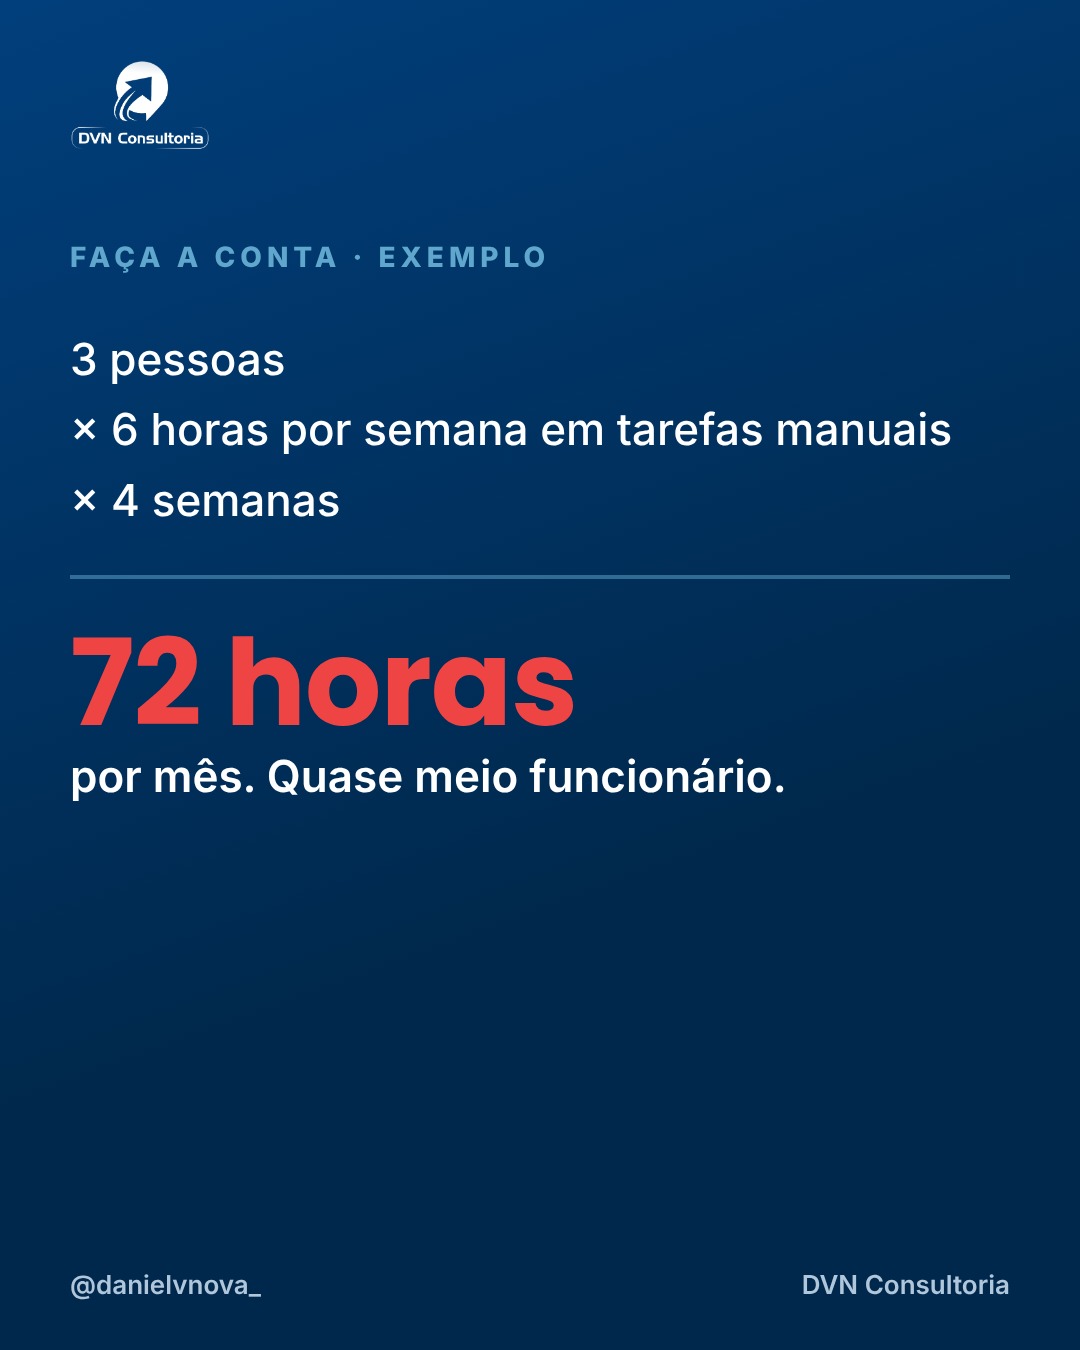 DVN Consultoria
FAÇA A CONTA · EXEMPLO
3 pessoas
× 6 horas por semana em tarefas manuais
× 4 semanas
72 horas
por mês. Quase meio funcionário.
@danielvnova_
DVN Consultoria